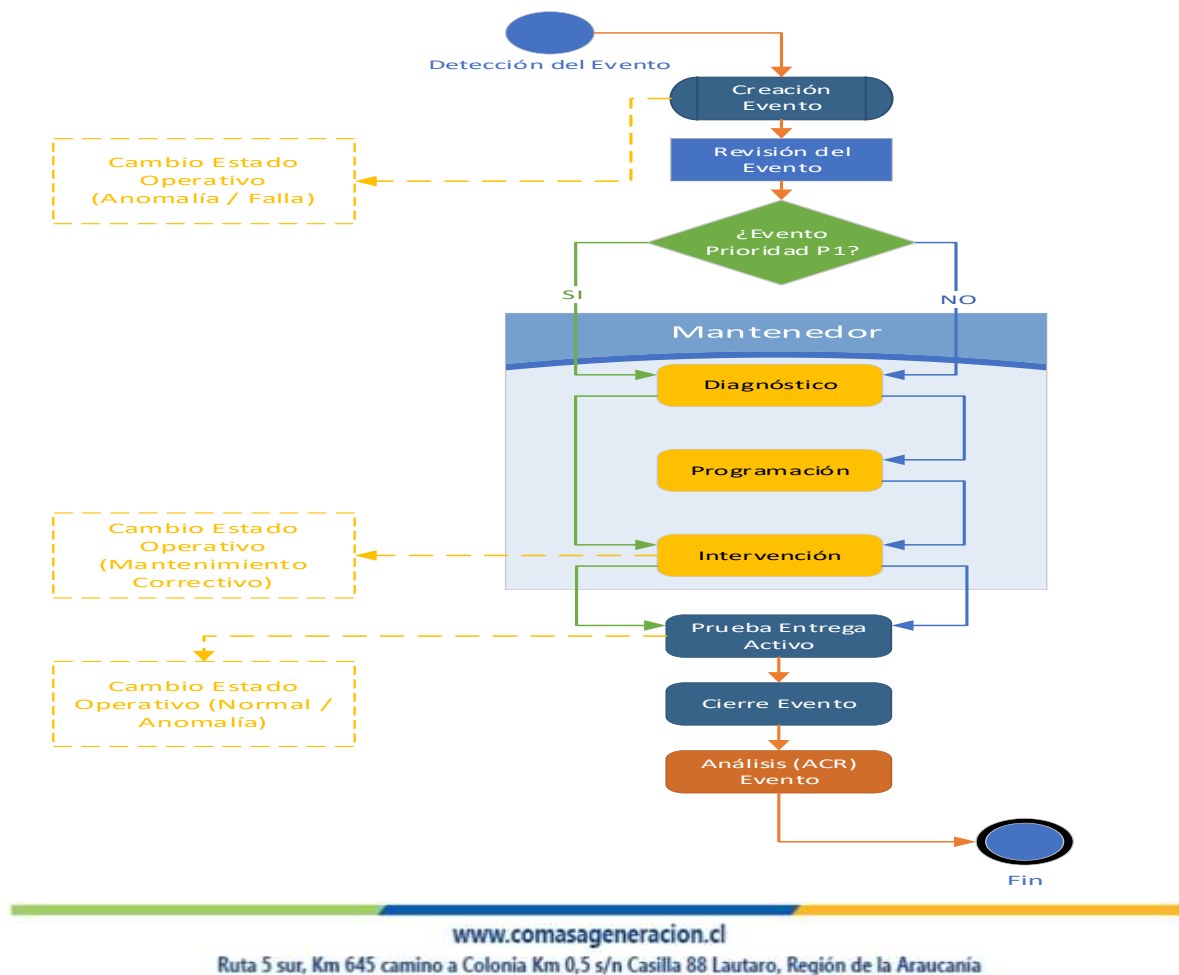 Detección del Evento
Creación
Evento
Cambio Estado
Operativo
(Anomalía / Falla)
Revisión del
Evento
¿Evento
Prioridad P1?
SI
NO
Mantenedor
Diagnóstico
Programación
Cambio Estado
Operativo
(Mantenimiento
Correctivo)
Intervención
Prueba Entrega
Activo
Cambio Estado
Operativo (Normal /
Anomalía)
Cierre Evento
Análisis (ACR)
Evento
Fin
www.comasageneracion.cl
Ruta 5 sur, Km 645 camino a Colonia Km 0,5 s/n Casilla 88 Lautaro, Región de la Araucanía